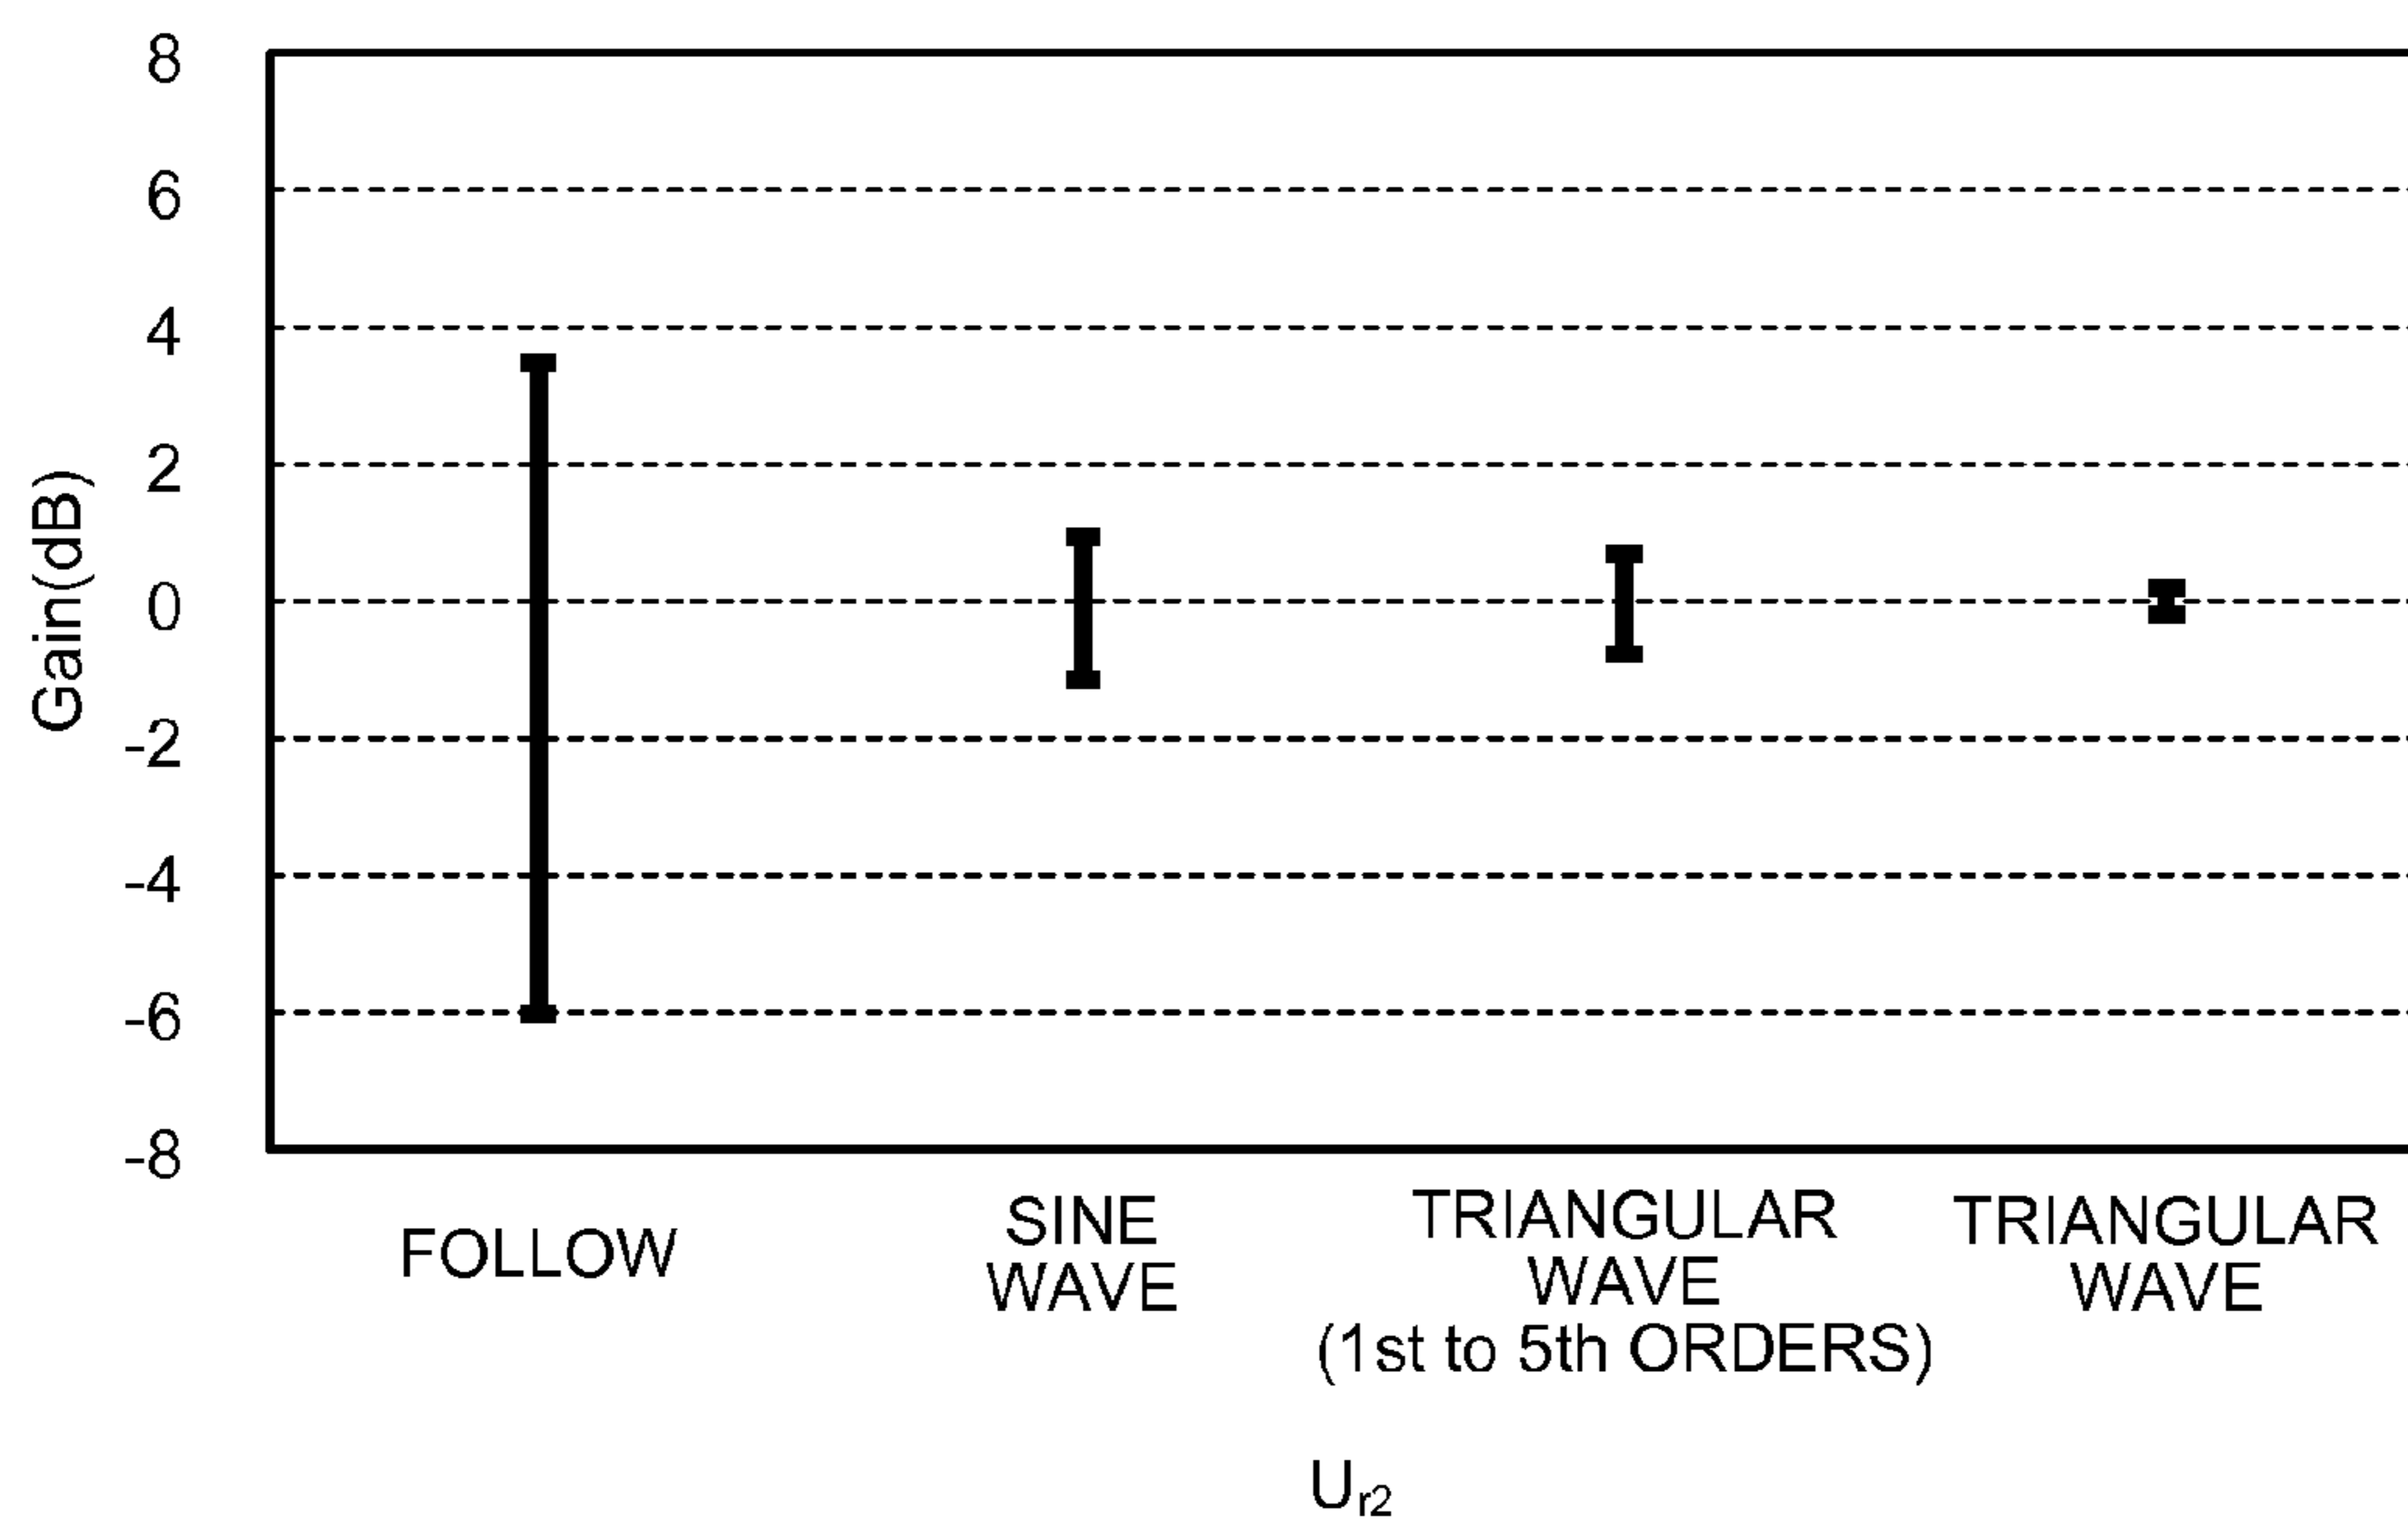 8
6
4
2
0
-2
-4
-6
-8
Gain(dB)
FOLLOW
SINE
WAVE
TRIANGULAR
WAVE
(1st to 5th ORDERS)
TRIANGULAR
WAVE
Ur2